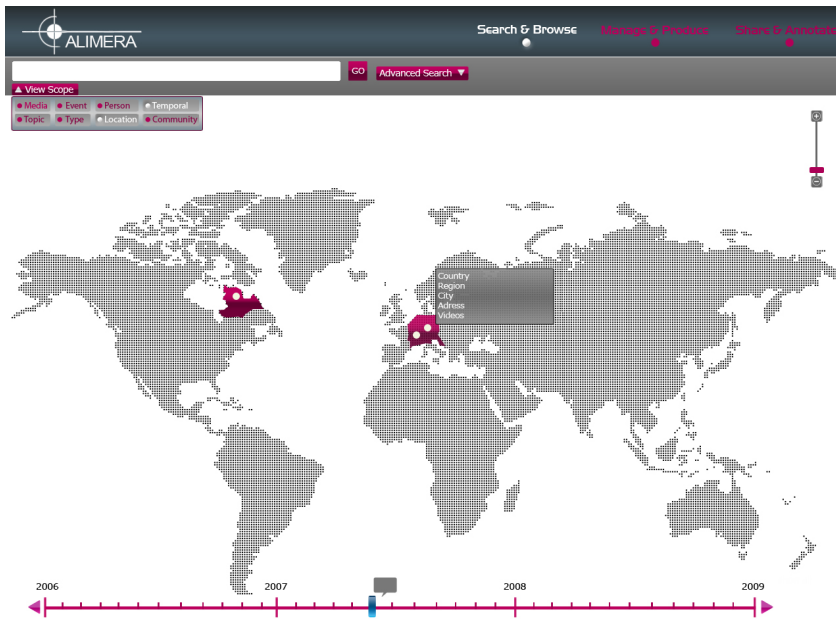 ALIMERA
Search & Browse
Manage & Produce
Share & Annotate
GO
Advanced Search
View Scope
Media Event Person Temporal
Topic Type Location Community
Country
Region
City
Adress
Videos
2006 2007 2008 2009